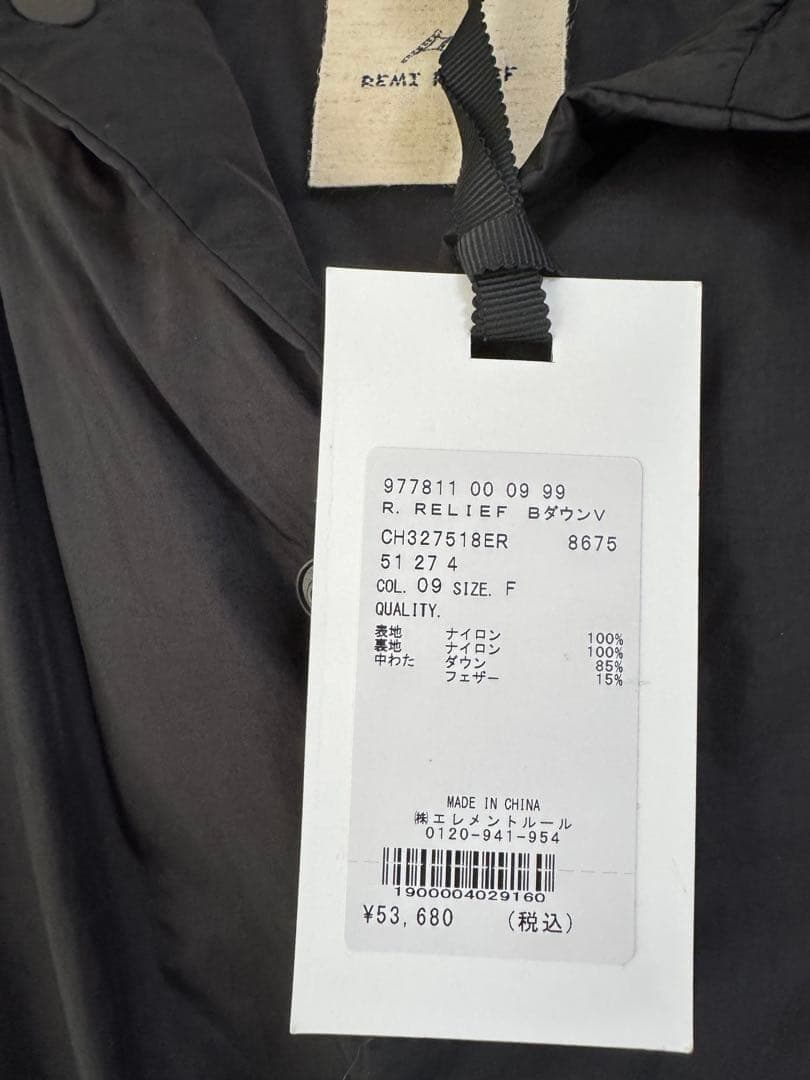 REMI
977811 00 09 99
R. RELIEF BダウンV
CH327518ER 8675
51 27 4
COL. 09 SIZE. F
QUALITY.
表地 ナイロン 100%
裏地 ナイロン 100%
中わた ダウン 85%
フェザー 15%
MADE IN CHINA
㈱エレメントルール
0120-941-954
1900004029160
¥53,680 (税込)